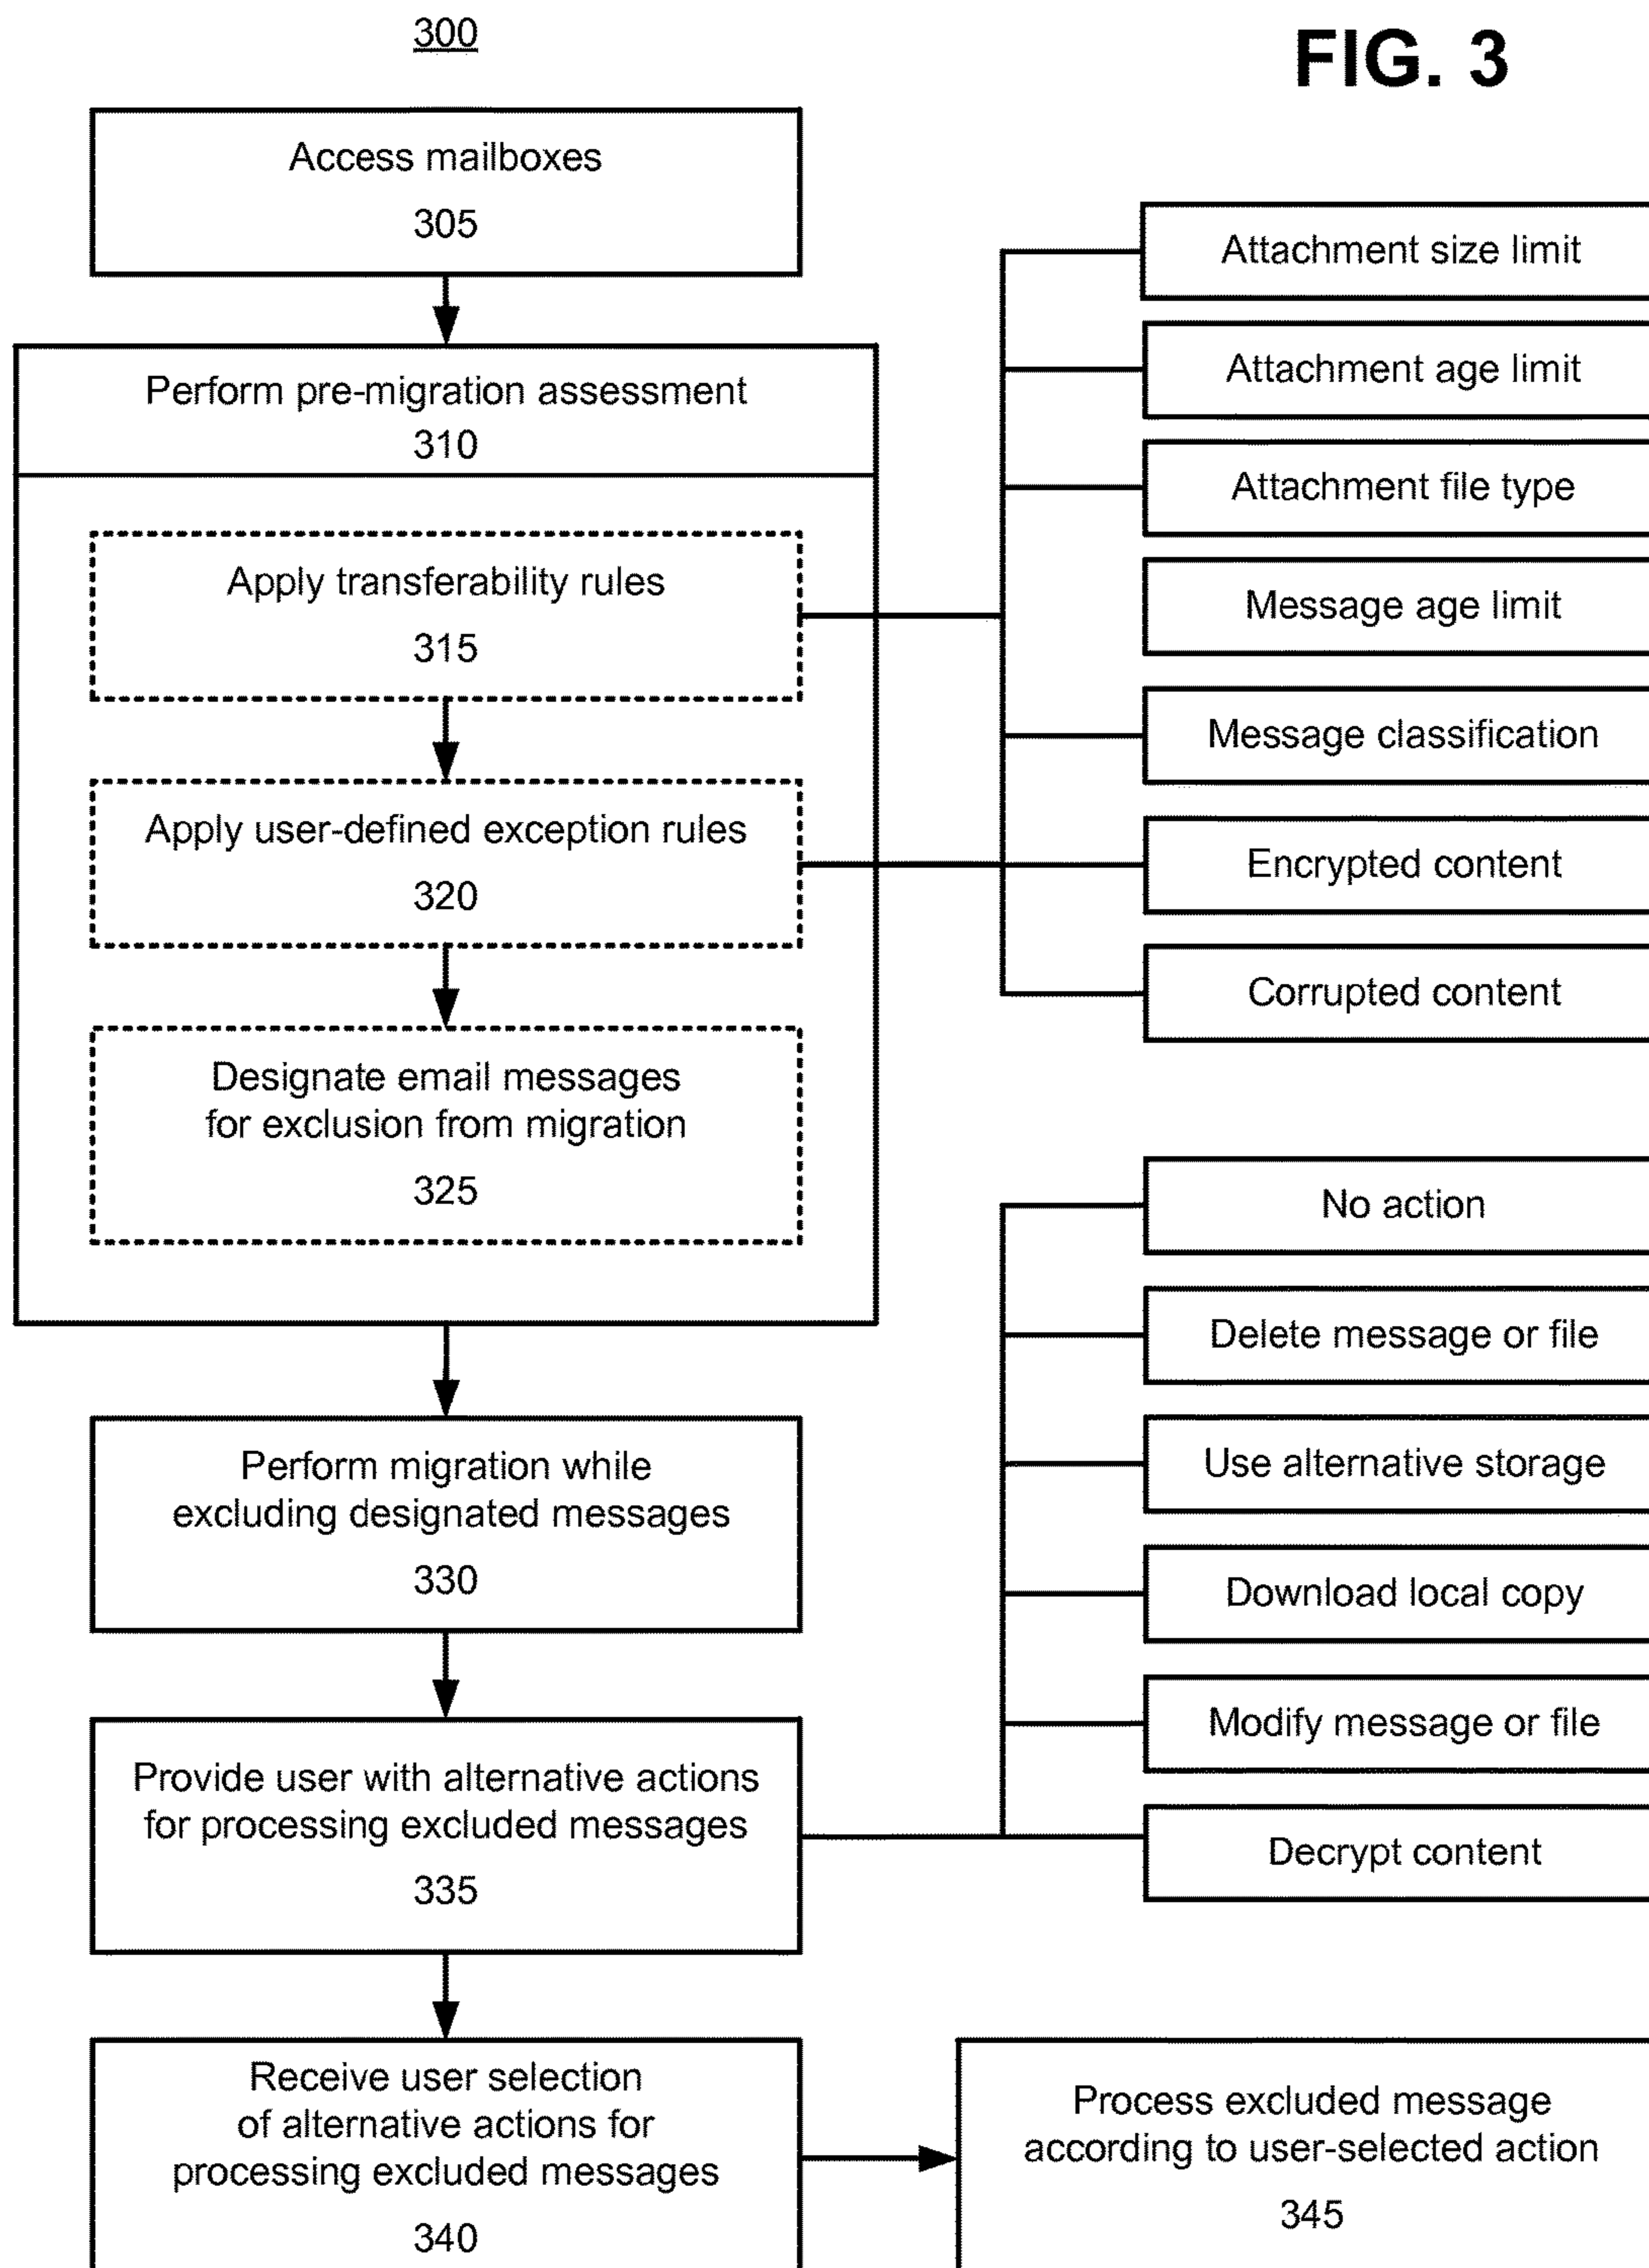 300
FIG. 3
Access mailboxes
305
Perform pre-migration assessment
310
Apply transferability rules
315
Apply user-defined exception rules
320
Designate email messages
for exclusion from migration
325
Attachment size limit
Attachment age limit
Attachment file type
Message age limit
Message classification
Encrypted content
Corrupted content
Perform migration while
excluding designated messages
330
Provide user with alternative actions
for processing excluded messages
335
No action
Delete message or file
Use alternative storage
Download local copy
Modify message or file
Decrypt content
Receive user selection
of alternative actions for
processing excluded messages
340
Process excluded message
according to user-selected action
345